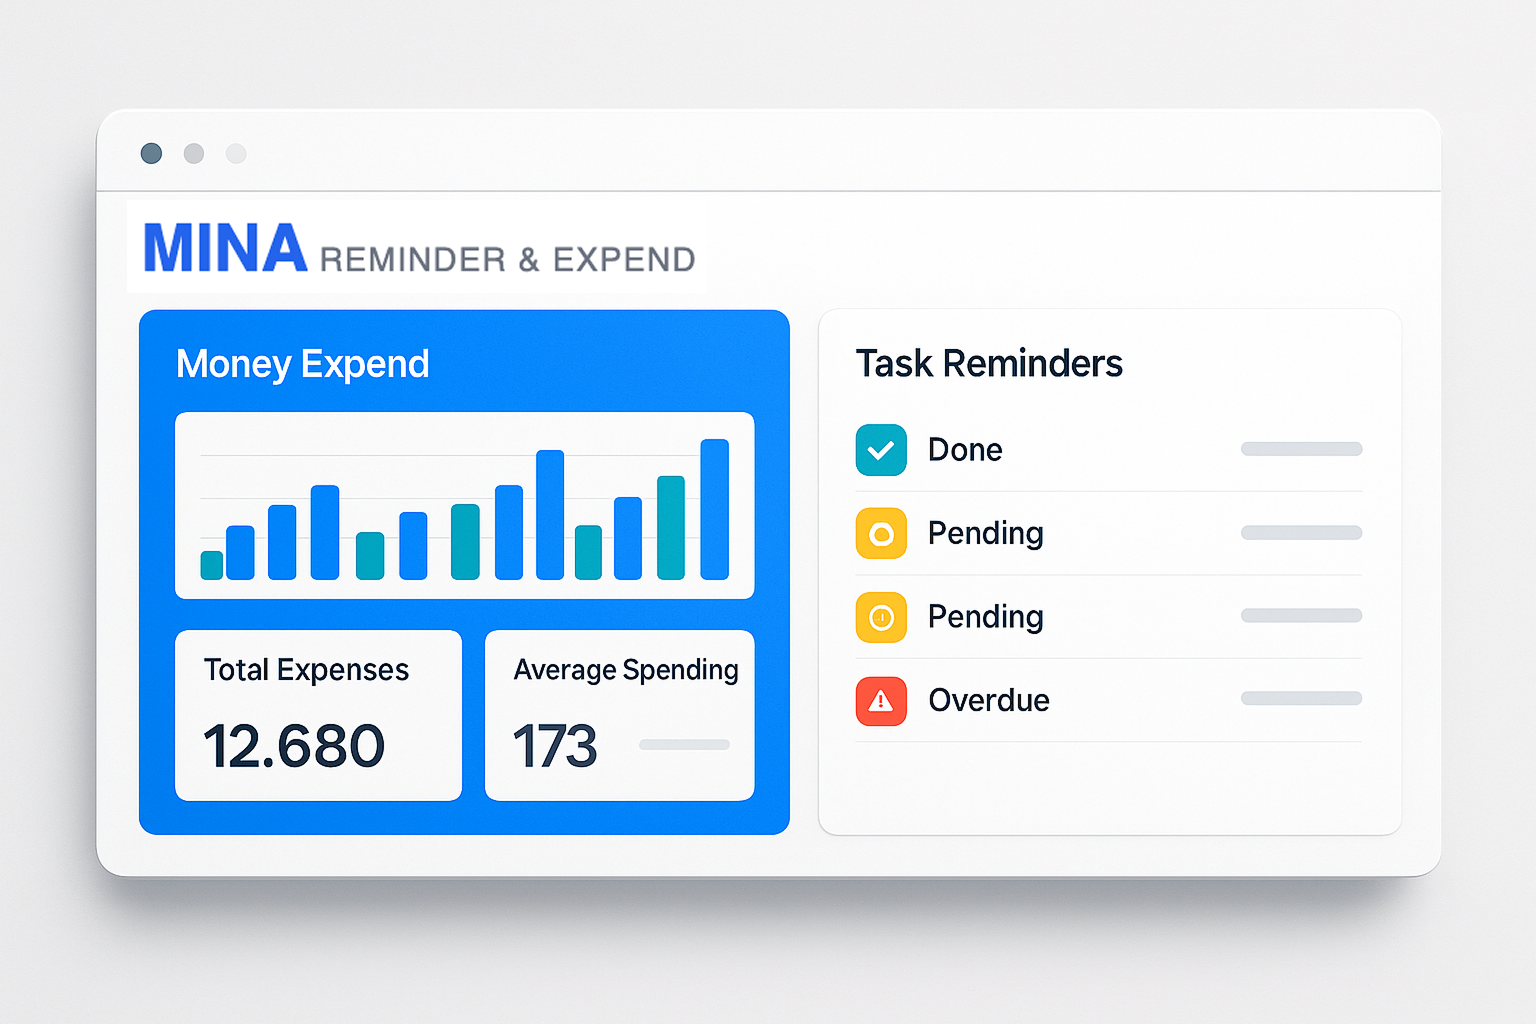 MINA REMINDER & EXPEND
Money Expend
Total Expenses
12.680
Average Spending
173
Task Reminders
Done
Pending
Pending
Overdue